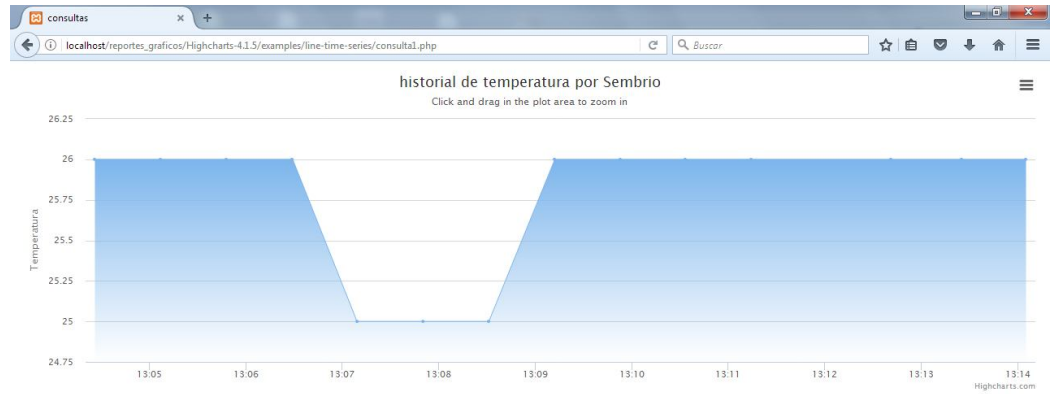 consultas
localhost/reportes_graficos/Highcharts-4.1.5/examples/line-time-series/consulta1.php
Buscar
historial de temperatura por Sembrio
Click and drag in the plot area to zoom in
26.25
26
25.75
25.5
25.25
25
24.75
Temperatura
13:05 13:06 13:07 13:08 13:09 13:10 13:11 13:12 13:13 13:14
Highcharts.com